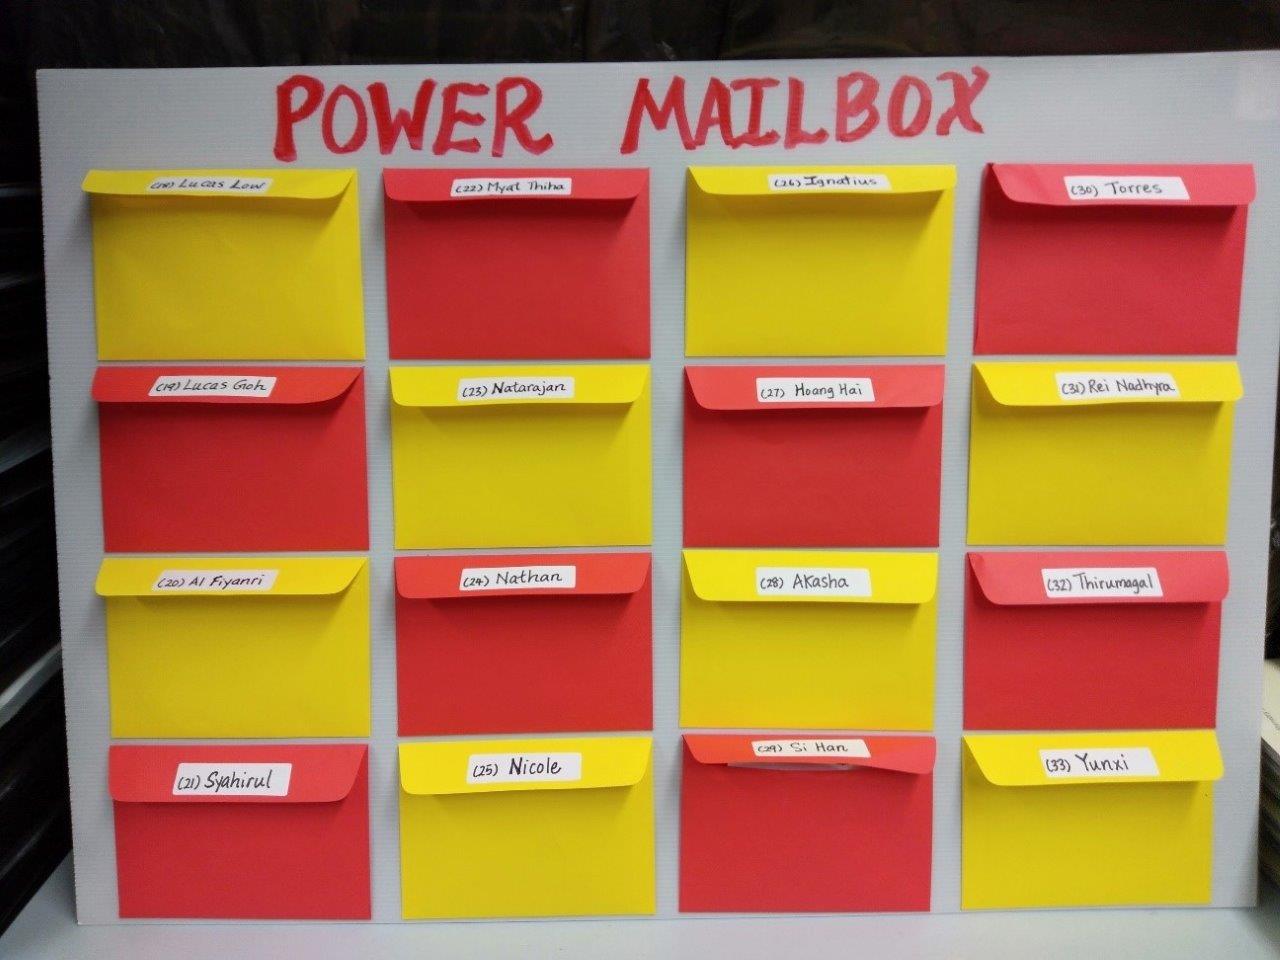 POWER MAILBOX
(18) Lucas Low
(22) Myat Thiha
(26) Ignatius
(30) Torres
(19) Lucas Goh
(23) Natarajan
(27) Hoang Hai
(31) Rei Nadhyra
(20) Al Fiyanri
(24) Nathan
(28) Akasha
(32) Thirumagal
(21) Syahirul
(25) Nicole
(29) Si Han
(33) Yunxi